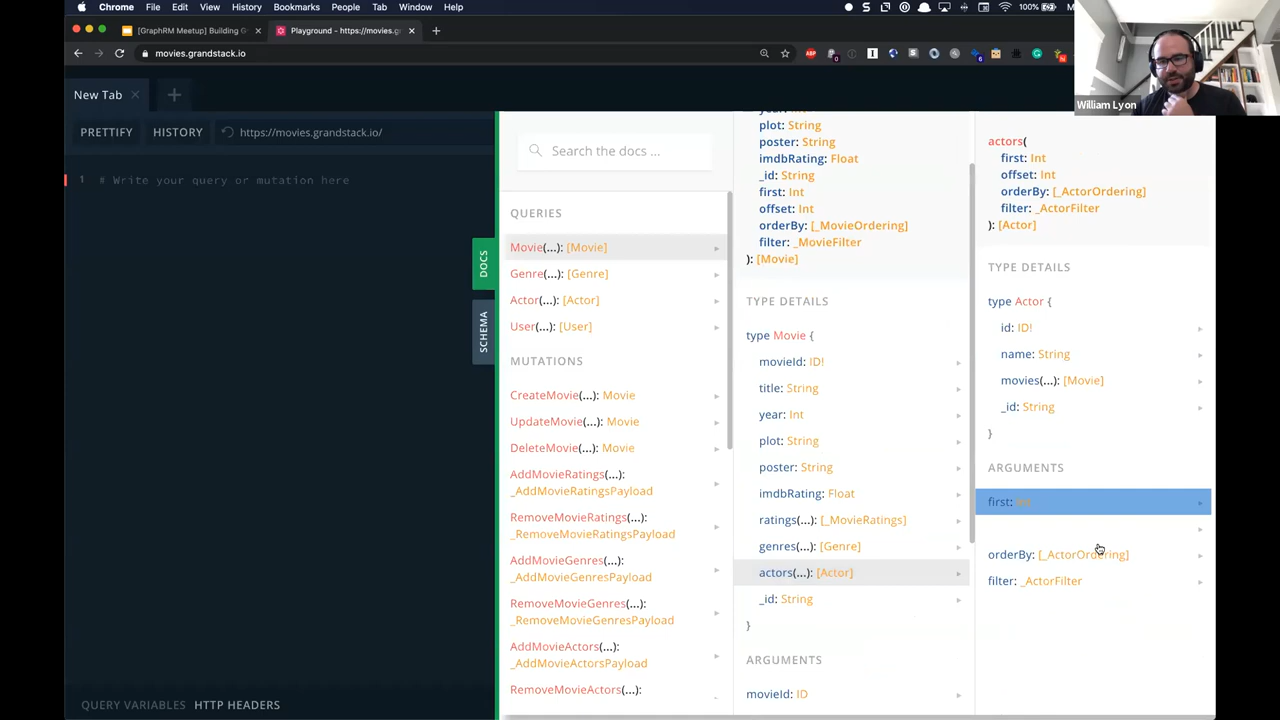 Chrome File Edit View History Bookmarks People Tab Window Help
100%
[GraphRM Meetup] Building G
Playground - https://movies.gr
movies.grandstack.io
ABP
William Lyon
New Tab
PRETTIFY HISTORY https://movies.grandstack.io/
1 # Write your query or mutation here
QUERY VARIABLES HTTP HEADERS
DOCS
SCHEMA
Search the docs ...
QUERIES
Movie(...): [Movie]
Genre(...): [Genre]
Actor(...): [Actor]
User(...): [User]
MUTATIONS
CreateMovie(...): Movie
UpdateMovie(...): Movie
DeleteMovie(...): Movie
AddMovieRatings(...):
_AddMovieRatingsPayload
RemoveMovieRatings(...):
_RemoveMovieRatingsPayload
AddMovieGenres(...):
_AddMovieGenresPayload
RemoveMovieGenres(...):
_RemoveMovieGenresPayload
AddMovieActors(...):
_AddMovieActorsPayload
RemoveMovieActors(...):
year: Int
plot: String
poster: String
imdbRating: Float
_id: String
first: Int
offset: Int
orderBy: [_MovieOrdering]
filter: _MovieFilter
): [Movie]
TYPE DETAILS
type Movie {
movieId: ID!
title: String
year: Int
plot: String
poster: String
imdbRating: Float
ratings(...): [_MovieRatings]
genres(...): [Genre]
actors(...): [Actor]
_id: String
}
ARGUMENTS
movieId: ID
actors(
first: Int
offset: Int
orderBy: [_ActorOrdering]
filter: _ActorFilter
): [Actor]
TYPE DETAILS
type Actor {
id: ID!
name: String
movies(...): [Movie]
_id: String
}
ARGUMENTS
first:
orderBy: [_ActorOrdering]
filter: _ActorFilter